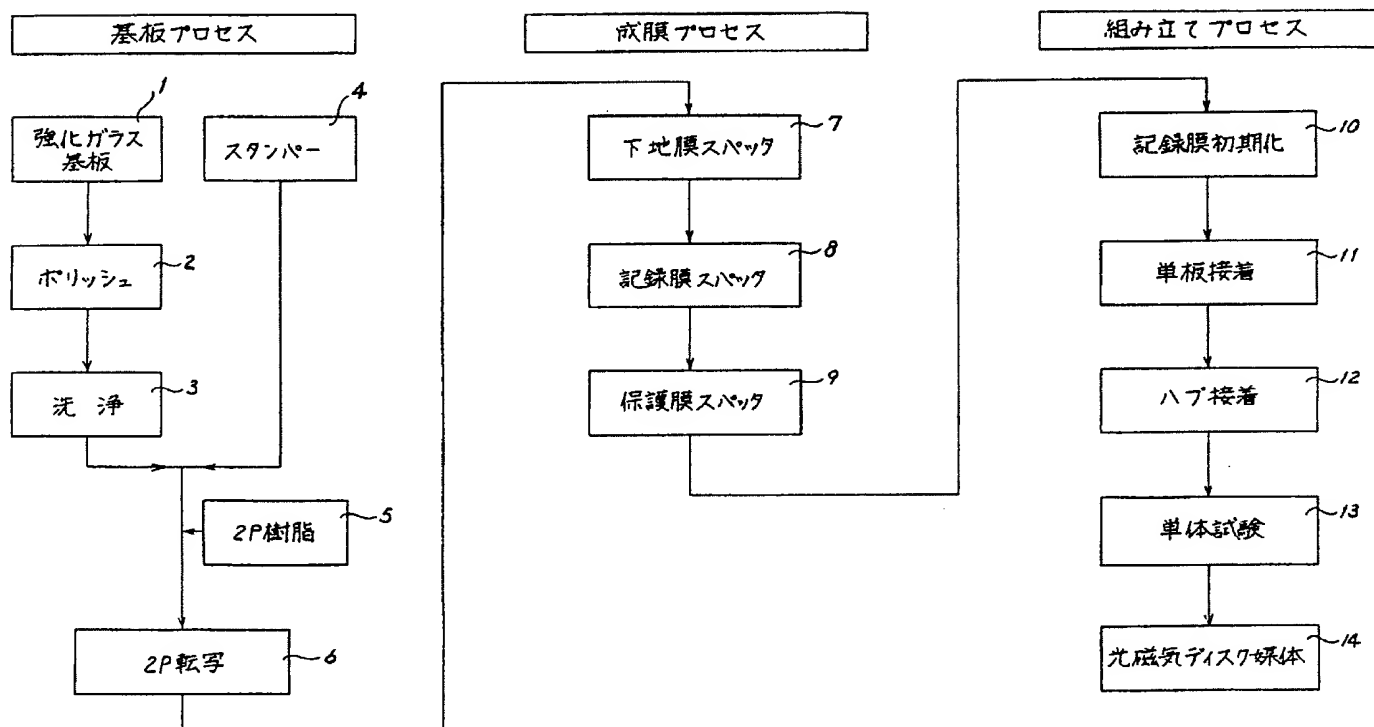 基板プロセス
1
強化ガラス
基板
4
スタンパー
ポリッシュ
2
洗浄
3
2P樹脂
5
2P転写
6
成膜プロセス
下地膜スパッタ
7
記録膜スパッタ
8
保護膜スパッタ
9
組み立てプロセス
記録膜初期化
10
単板接着
11
ハブ接着
12
単体試験
13
光磁気ディスク媒体
14